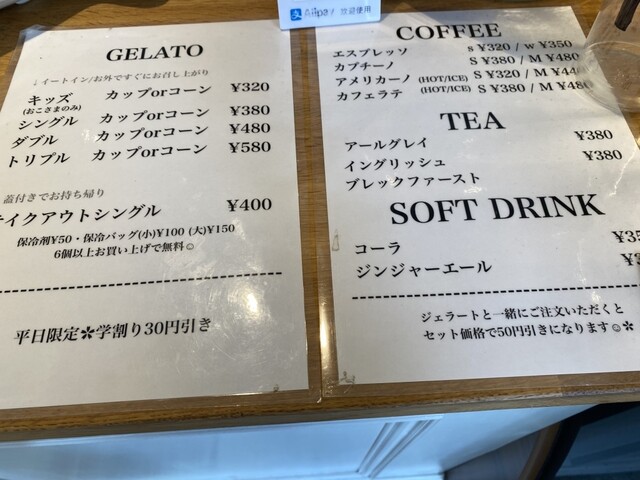 欢迎使用
GELATO
イートイン/お外ですぐにお召し上がり
キッズ カップorコーン ¥320
(おこさまのみ)
シングル カップorコーン ¥380
ダブル カップorコーン ¥480
トリプル カップorコーン ¥580
蓋付きでお持ち帰り
テイクアウトシングル ¥400
保冷剤¥50・保冷バッグ(小)¥100 (大)¥150
6個以上お買い上げで無料☺
平日限定✽学割り30円引き
COFFEE
エスプレッソ s ¥320 / w ¥350
カプチーノ S ¥380 / M ¥480
アメリカーノ (HOT/ICE) S ¥320 / M ¥44
カフェラテ (HOT/ICE) S ¥380 / M ¥480
TEA
アールグレイ ¥380
イングリッシュ ¥380
ブレックファースト
SOFT DRINK
コーラ ¥35
ジンジャーエール ¥3
ジェラートと一緒にご注文いただくと
セット価格で50円引きになります☺✽